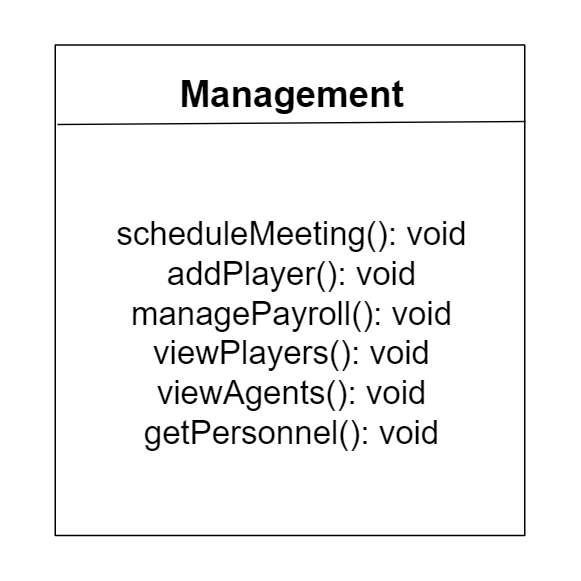 Management
scheduleMeeting(): void
addPlayer(): void
managePayroll(): void
viewPlayers(): void
viewAgents(): void
getPersonnel(): void